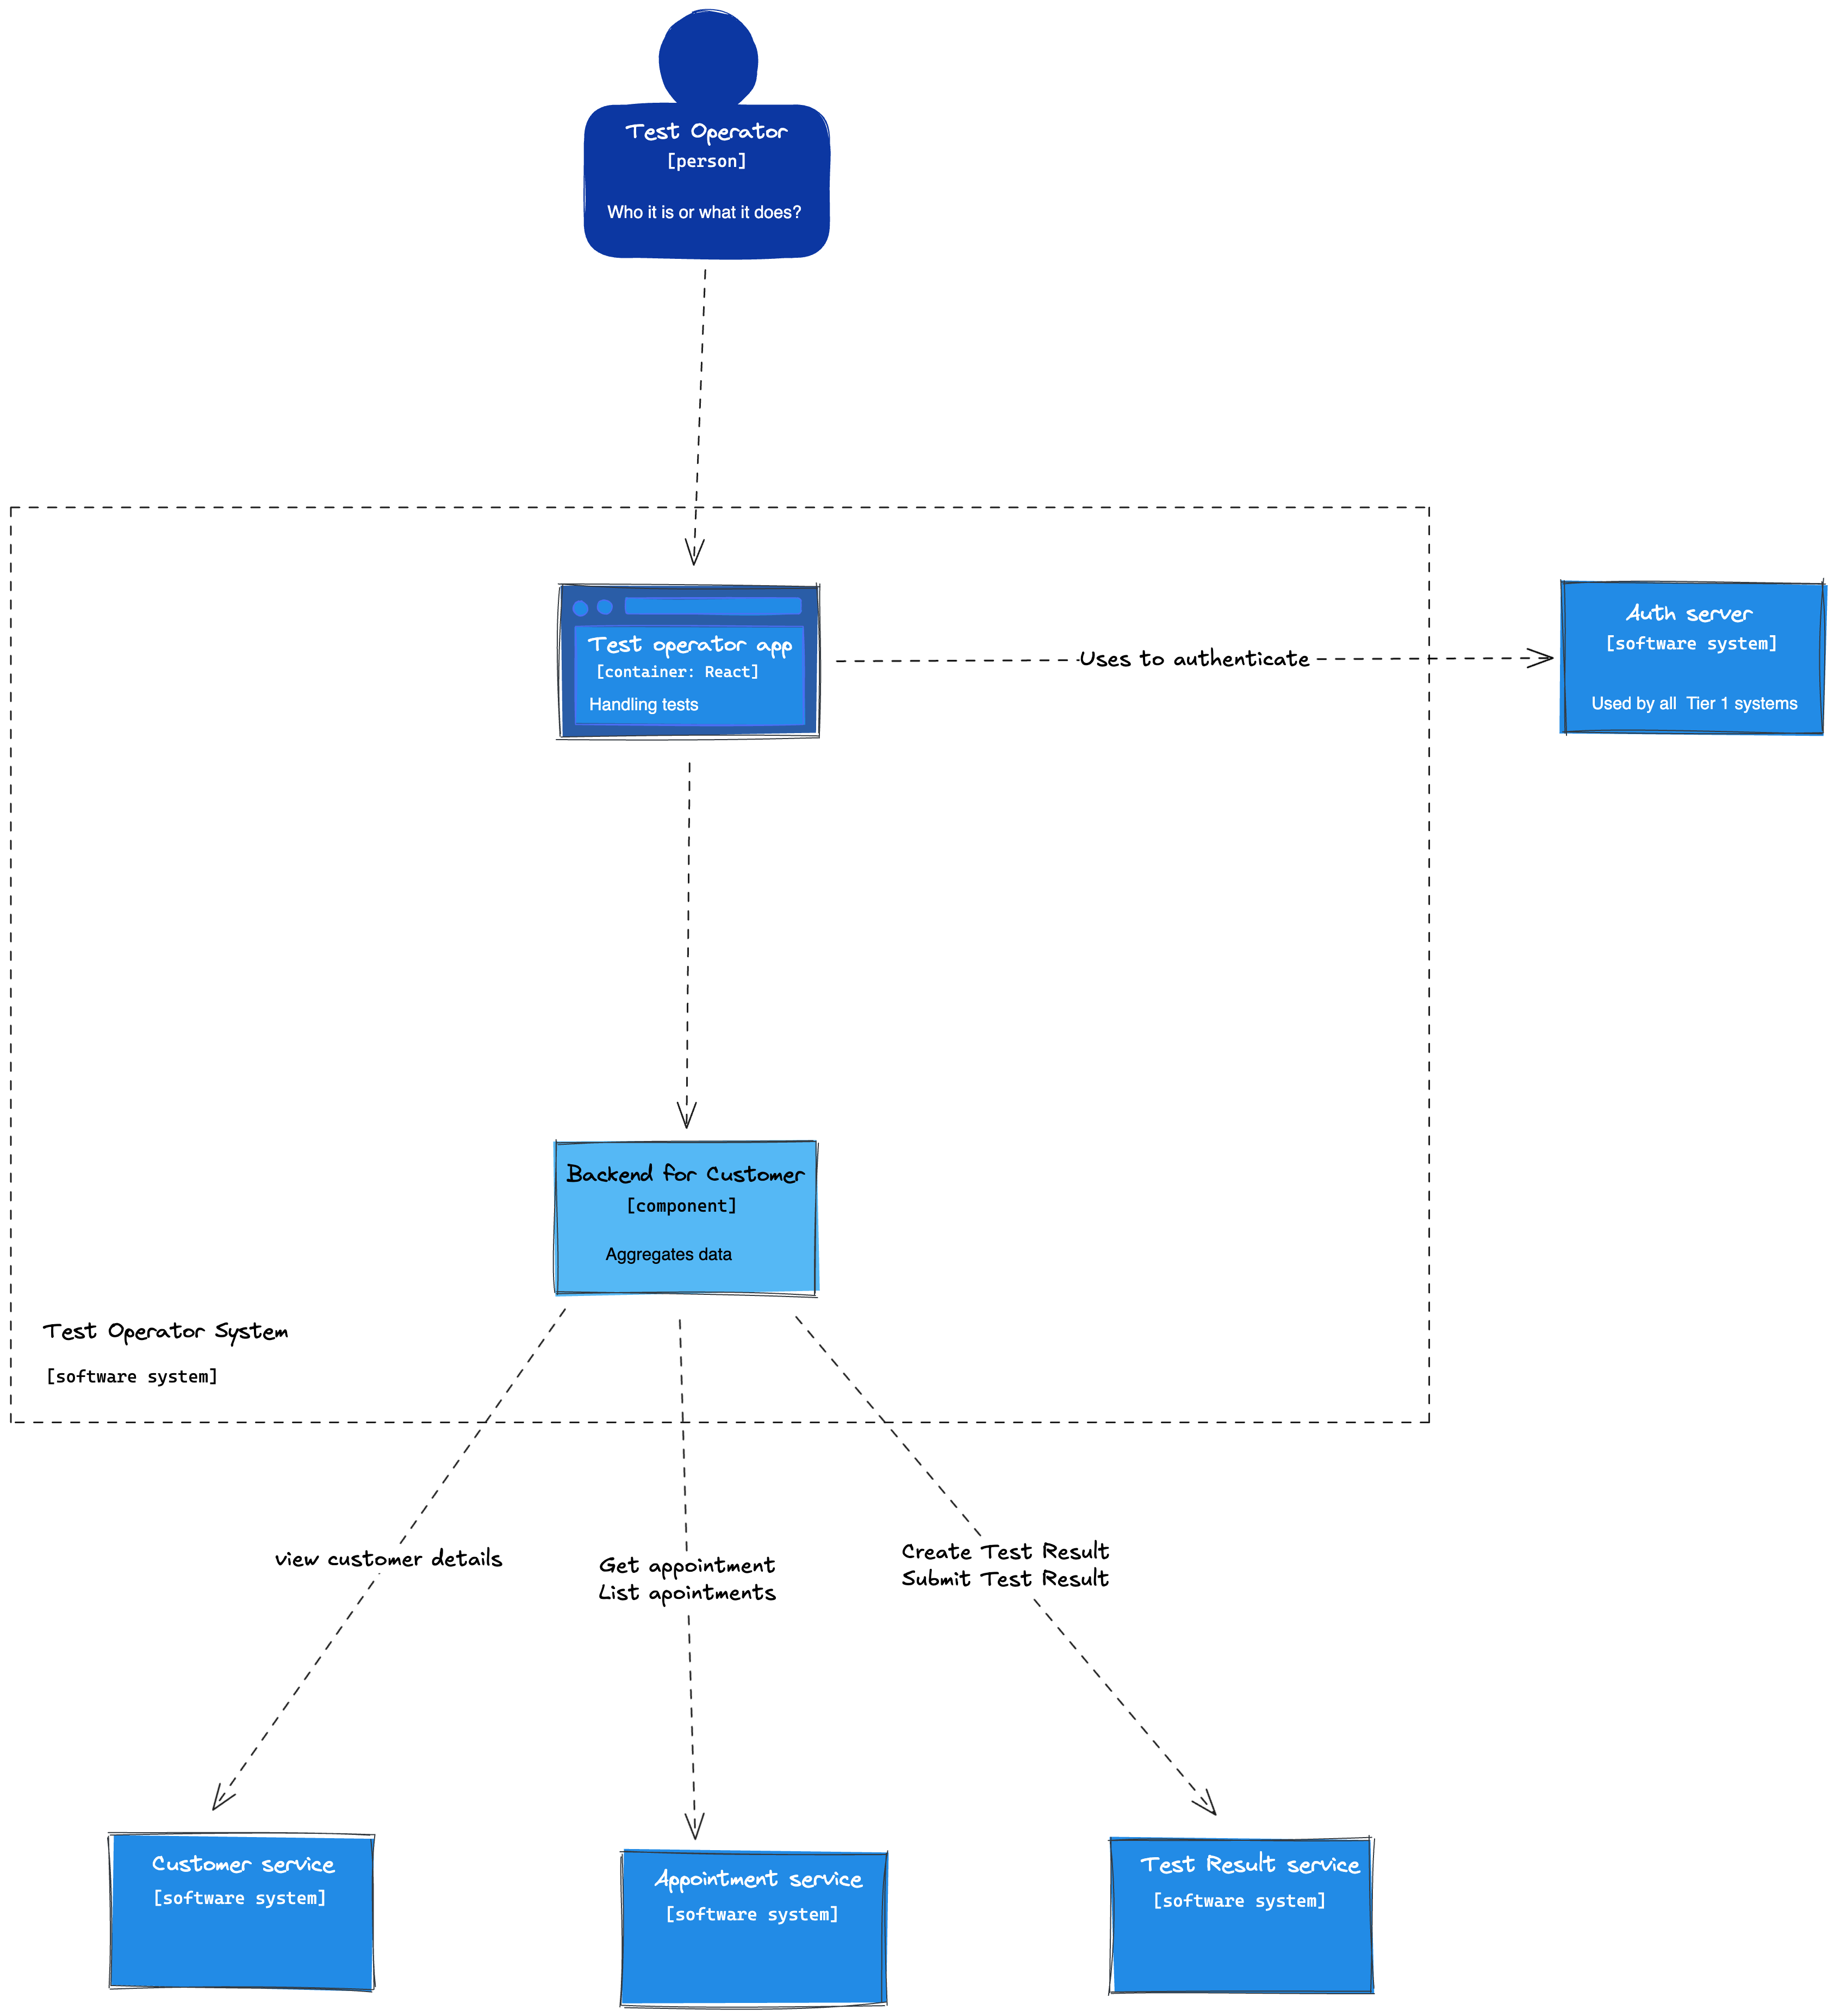 Test Operator
[person]
Who it is or what it does?
Test operator app
[container: React]
Handling tests
Uses to authenticate
Auth server
[software system]
Used by all  Tier 1 systems
Backend for Customer
[component]
Aggregates data
Test Operator System
[software system]
view customer details
Get appointment
List apointments
Create Test Result
Submit Test Result
Customer service
[software system]
Appointment service
[software system]
Test Result service
[software system]